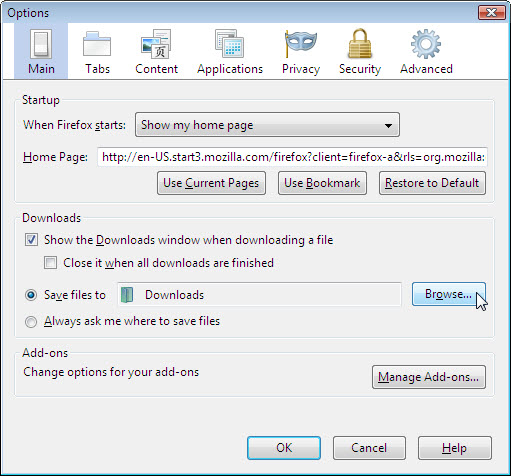 Options
Main Tabs Content Applications Privacy Security Advanced
Startup
When Firefox starts: Show my home page
Home Page: http://en-US.start3.mozilla.com/firefox?client=firefox-a&rls=org.mozilla:
Use Current Pages Use Bookmark Restore to Default
Downloads
Show the Downloads window when downloading a file
Close it when all downloads are finished
Save files to Downloads Browse...
Always ask me where to save files
Add-ons
Change options for your add-ons
Manage Add-ons...
OK Cancel Help